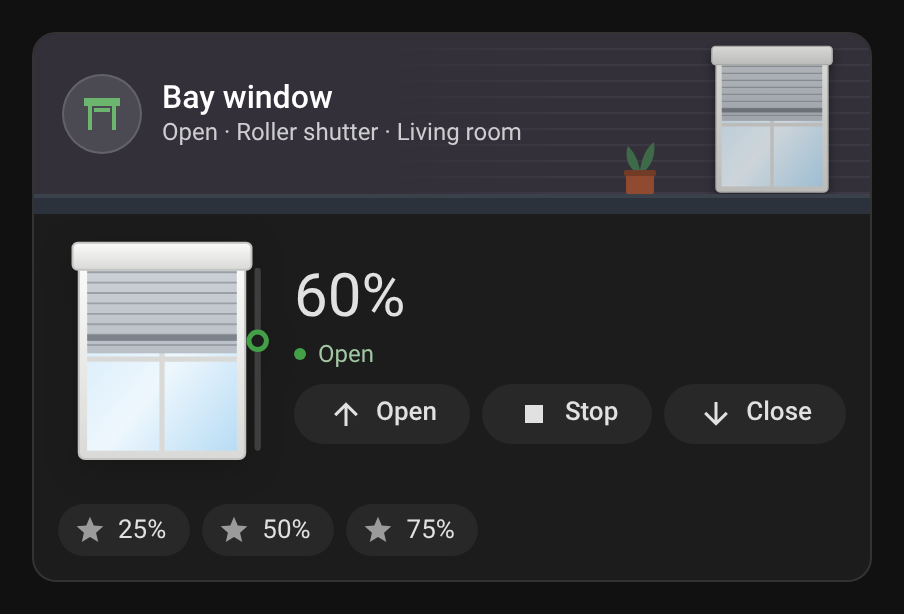 Bay window
Open · Roller shutter · Living room
60%
Open
Open Stop Close
25% 50% 75%